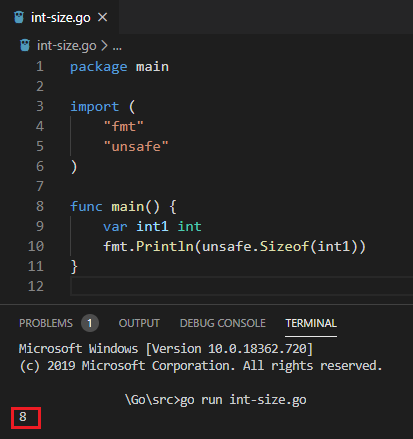 int-size.go ×
int-size.go > ...
1 package main
2
3 import (
4     "fmt"
5     "unsafe"
6 )
7
8 func main() {
9     var int1 int
10     fmt.Println(unsafe.Sizeof(int1))
11 }
12
PROBLEMS 1 OUTPUT DEBUG CONSOLE TERMINAL
Microsoft Windows [Version 10.0.18362.720]
(c) 2019 Microsoft Corporation. All rights reserved.
\Go\src>go run int-size.go
8